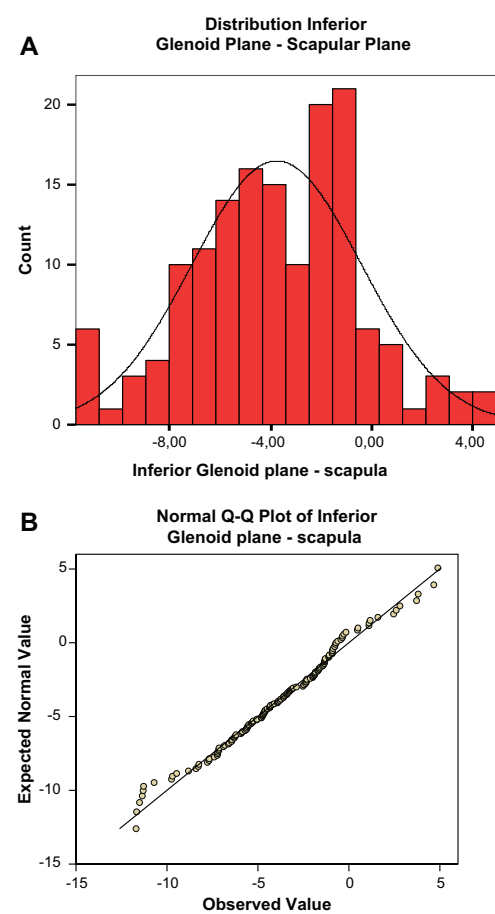 A
Distribution Inferior
Glenoid Plane - Scapular Plane
Count
20
15
10
5
0
-8,00 -4,00 0,00 4,00
Inferior Glenoid plane - scapula
B
Normal Q-Q Plot of Inferior
Glenoid plane - scapula
Expected Normal Value
5
0
-5
-10
-15
-15 -10 -5 0 5
Observed Value